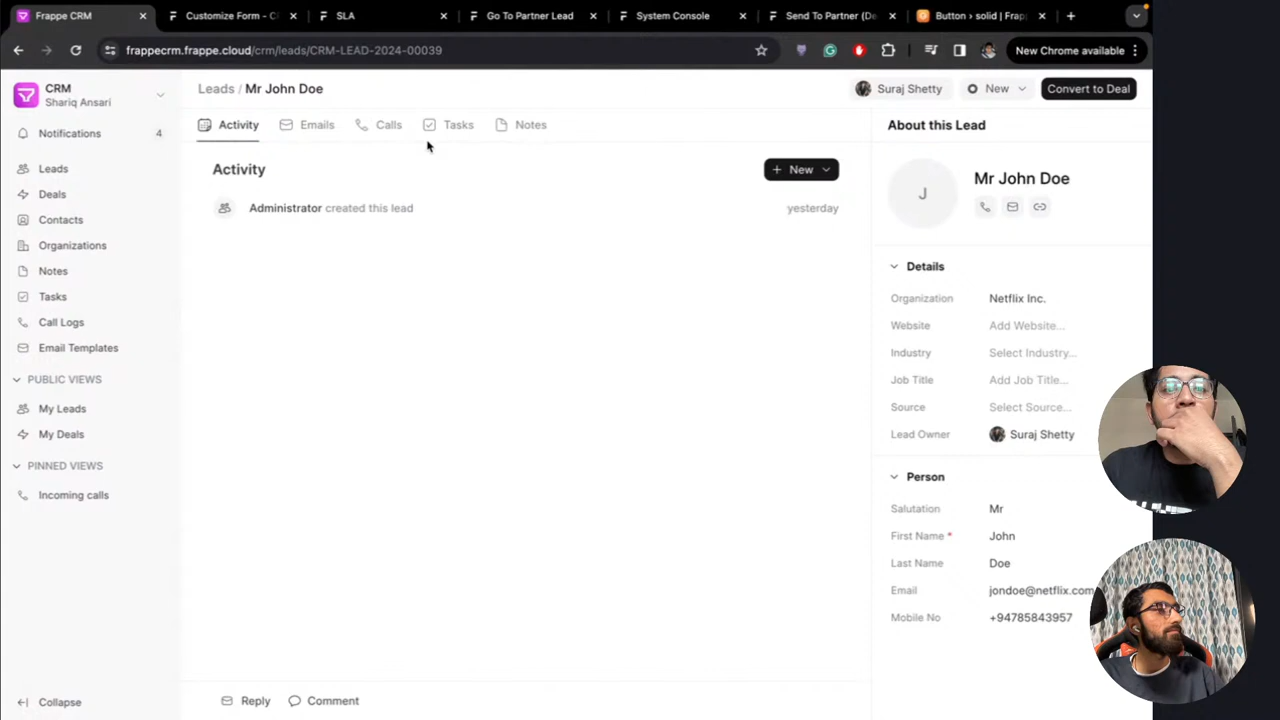 Frappe CRM
Customize Form - C
SLA
Go To Partner Lead
System Console
Send To Partner (De
Button › solid | Frap
New Chrome available
frappecrm.frappe.cloud/crm/leads/CRM-LEAD-2024-00039
CRM
Shariq Ansari
Notifications
4
Leads
Deals
Contacts
Organizations
Notes
Tasks
Call Logs
Email Templates
PUBLIC VIEWS
My Leads
My Deals
PINNED VIEWS
Incoming calls
Collapse
Leads / Mr John Doe
Suraj Shetty
New
Convert to Deal
Activity
Emails
Calls
Tasks
Notes
Activity
+ New
Administrator created this lead
yesterday
Reply
Comment
About this Lead
J
Mr John Doe
Details
Organization
Netflix Inc.
Website
Add Website...
Industry
Select Industry...
Job Title
Add Job Title...
Source
Select Source...
Lead Owner
Suraj Shetty
Person
Salutation
Mr
First Name *
John
Last Name
Doe
Email
jondoe@netflix.com
Mobile No
+94785843957